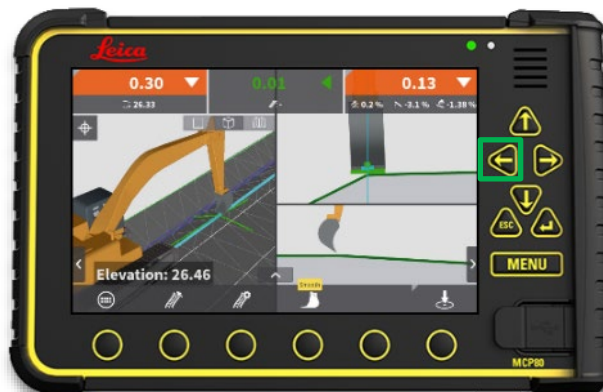 Leica
0.30
0.01
0.13
26.33
0.2 % -3.1 % -1.38 %
Elevation: 26.46
ESC
MENU
MCP80